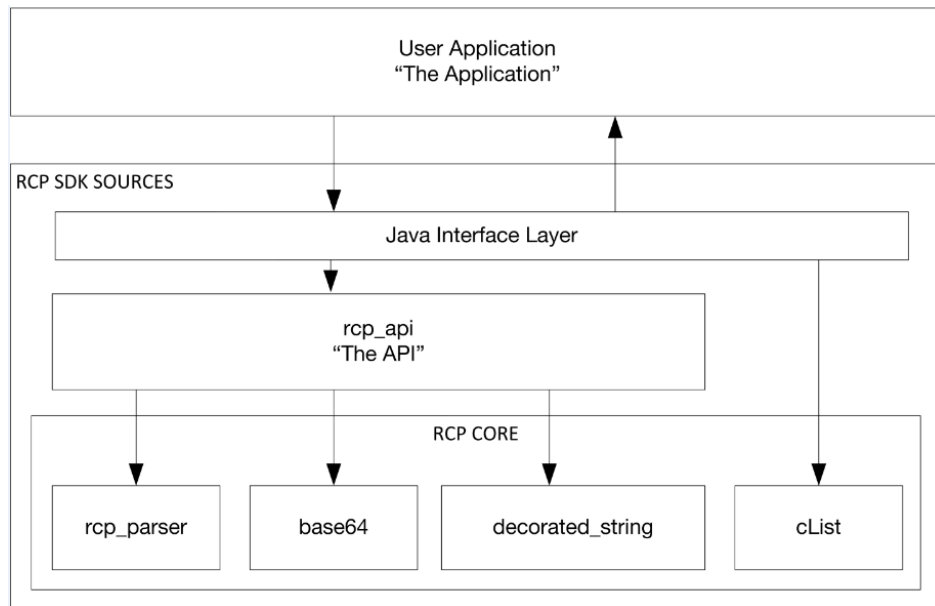 User Application
“The Application”
RCP SDK SOURCES
Java Interface Layer
rcp_api
“The API”
RCP CORE
rcp_parser
base64
decorated_string
cList